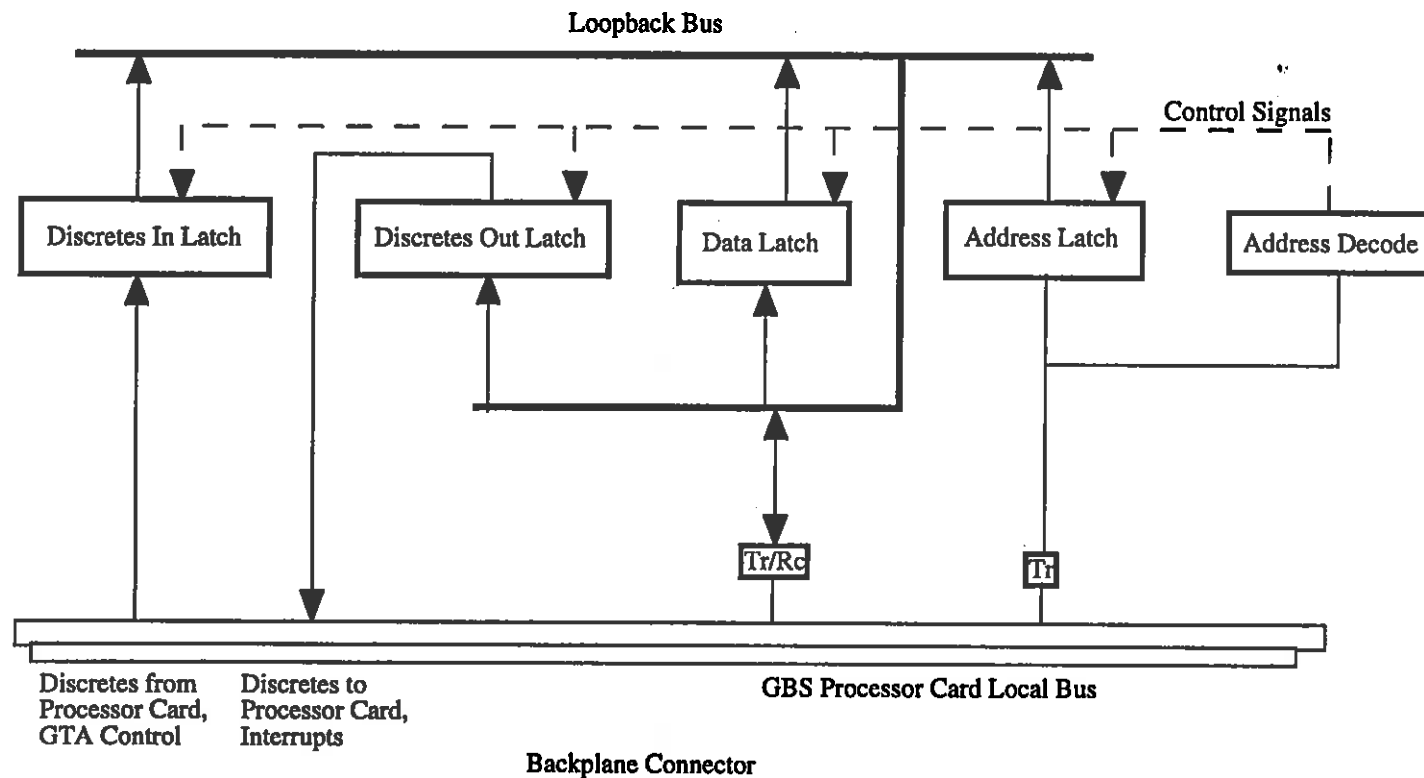 Loopback Bus
Control Signals
Discretes In Latch
Discretes Out Latch
Data Latch
Address Latch
Address Decode
Tr/Rc
Tr
Discretes from
Processor Card,
GTA Control
Discretes to
Processor Card,
Interrupts
GBS Processor Card Local Bus
Backplane Connector